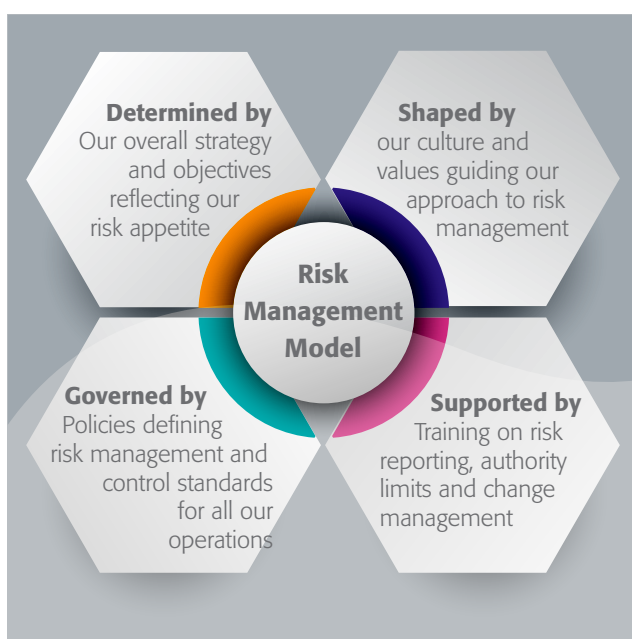 Determined by
Our overall strategy
and objectives
reflecting our
risk appetite
Shaped by
our culture and
values guiding our
approach to risk
management
Risk
Management
Model
Governed by
Policies defining
risk management and
control standards
for all our
operations
Supported by
Training on risk
reporting, authority
limits and change
management